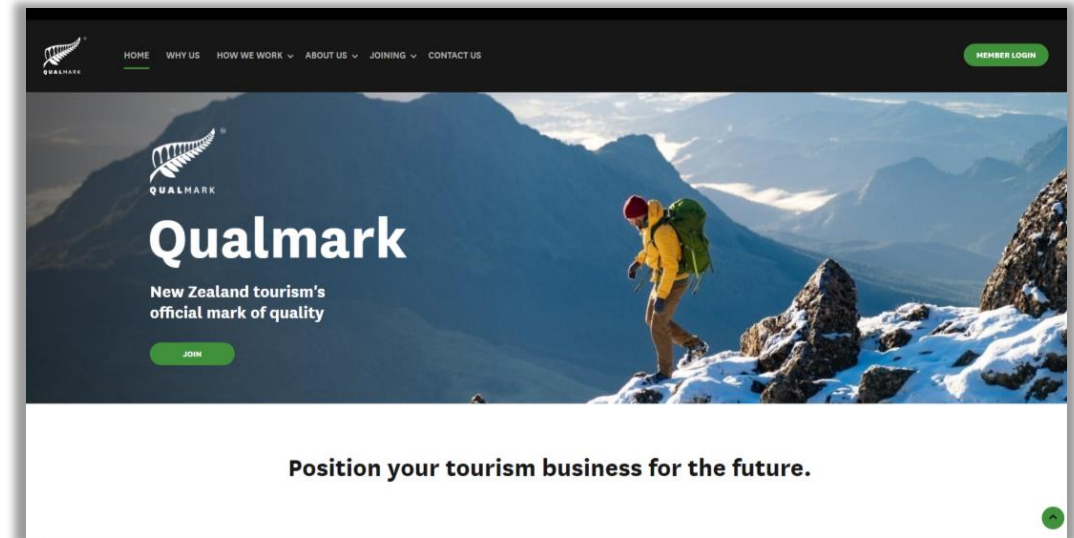 QUALMARK
HOME WHY US HOW WE WORK ABOUT US JOINING CONTACT US
MEMBER LOGIN
QUALMARK
Qualmark
New Zealand tourism's
official mark of quality
JOIN
Position your tourism business for the future.